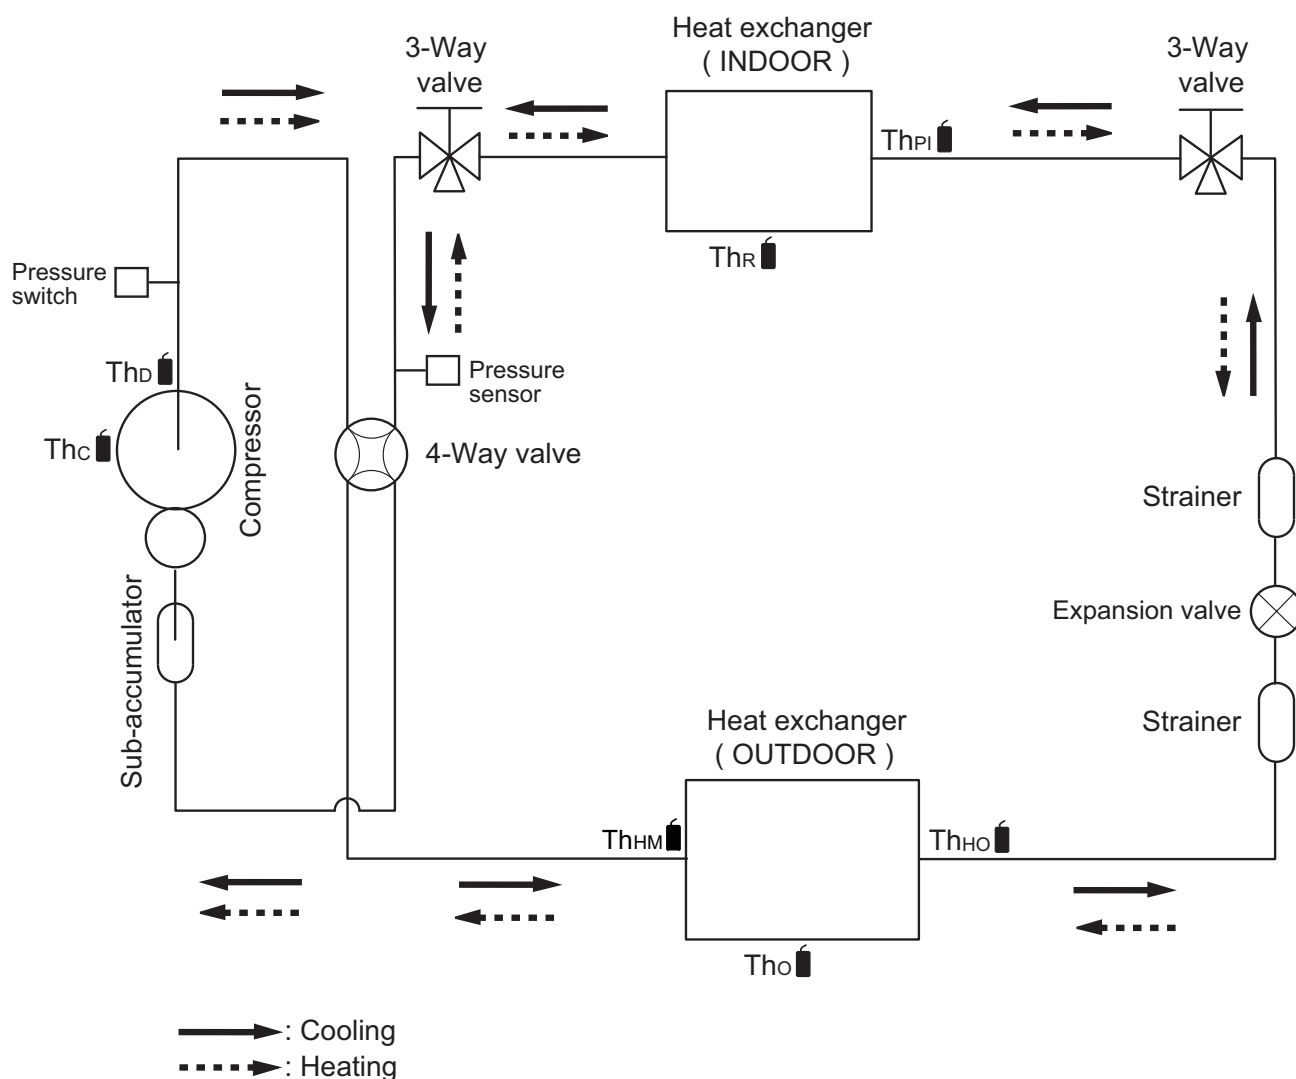 Heat exchanger
( INDOOR )
3-Way
valve
3-Way
valve
ThPI
ThR
Pressure
switch
ThD
Pressure
sensor
ThC
Compressor
4-Way valve
Strainer
Expansion valve
Sub-accumulator
Strainer
Heat exchanger
( OUTDOOR )
ThHM
ThHO
ThO
: Cooling
: Heating